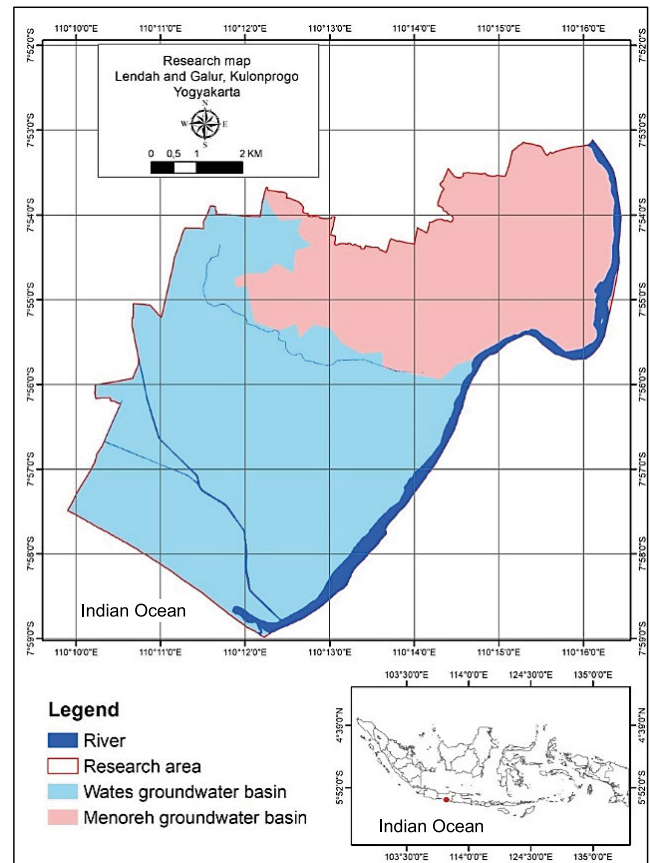 110°10'0"E 110°11'0"E 110°12'0"E 110°13'0"E 110°14'0"E 110°15'0"E 110°16'0"E
Research map
Lendah and Galur, Kulonprogo
Yogyakarta
N
W E
S
0 0,5 1 2 KM
7°52'0"S 7°52'0"S
7°53'0"S 7°53'0"S
7°54'0"S 7°54'0"S
7°55'0"S 7°55'0"S
7°56'0"S 7°56'0"S
7°57'0"S 7°57'0"S
7°58'0"S 7°58'0"S
7°59'0"S 7°59'0"S
Indian Ocean
110°10'0"E 110°11'0"E 110°12'0"E 110°13'0"E 110°14'0"E 110°15'0"E 110°16'0"E
Legend
River
Research area
Wates groundwater basin
Menoreh groundwater basin
103°30'0"E 114°0'0"E 124°30'0"E 135°0'0"E
4°39'0"N 4°39'0"N
5°52'0"S 5°52'0"S
Indian Ocean
103°30'0"E 114°0'0"E 124°30'0"E 135°0'0"E